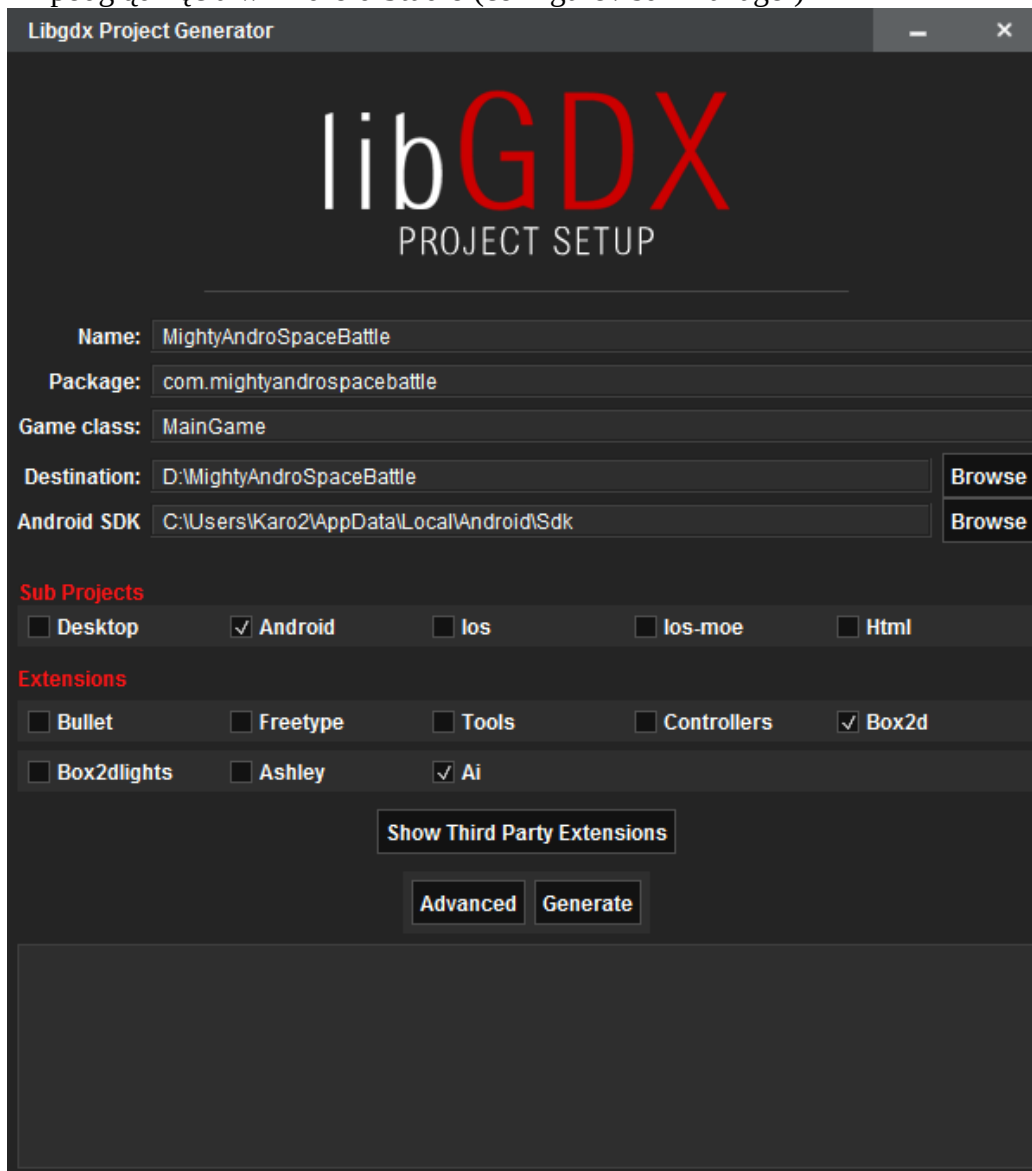 Libgdx Project Generator
libGDX
PROJECT SETUP
Name: MightyAndroSpaceBattle
Package: com.mightyandrospacebattle
Game class: MainGame
Destination: D:\MightyAndroSpaceBattle Browse
Android SDK C:\Users\Karo2\AppData\Local\Android\Sdk Browse
Sub Projects
Desktop Android Ios Ios-moe Html
Extensions
Bullet Freetype Tools Controllers Box2d
Box2dlights Ashley Ai
Show Third Party Extensions
Advanced Generate